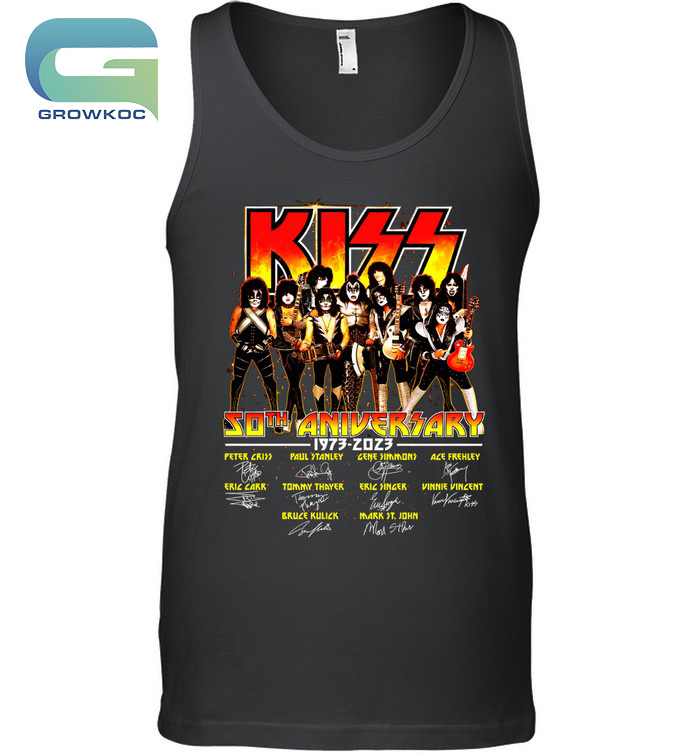 GROWKOC
KISS
50TH ANIVERSARY
1973-2023
PETER CRISS PAUL STANLEY GENE SIMMONS ACE FREHLEY
ERIC CARR TOMMY THAYER ERIC SINGER VINNIE VINCENT
BRUCE KULICK MARK ST. JOHN